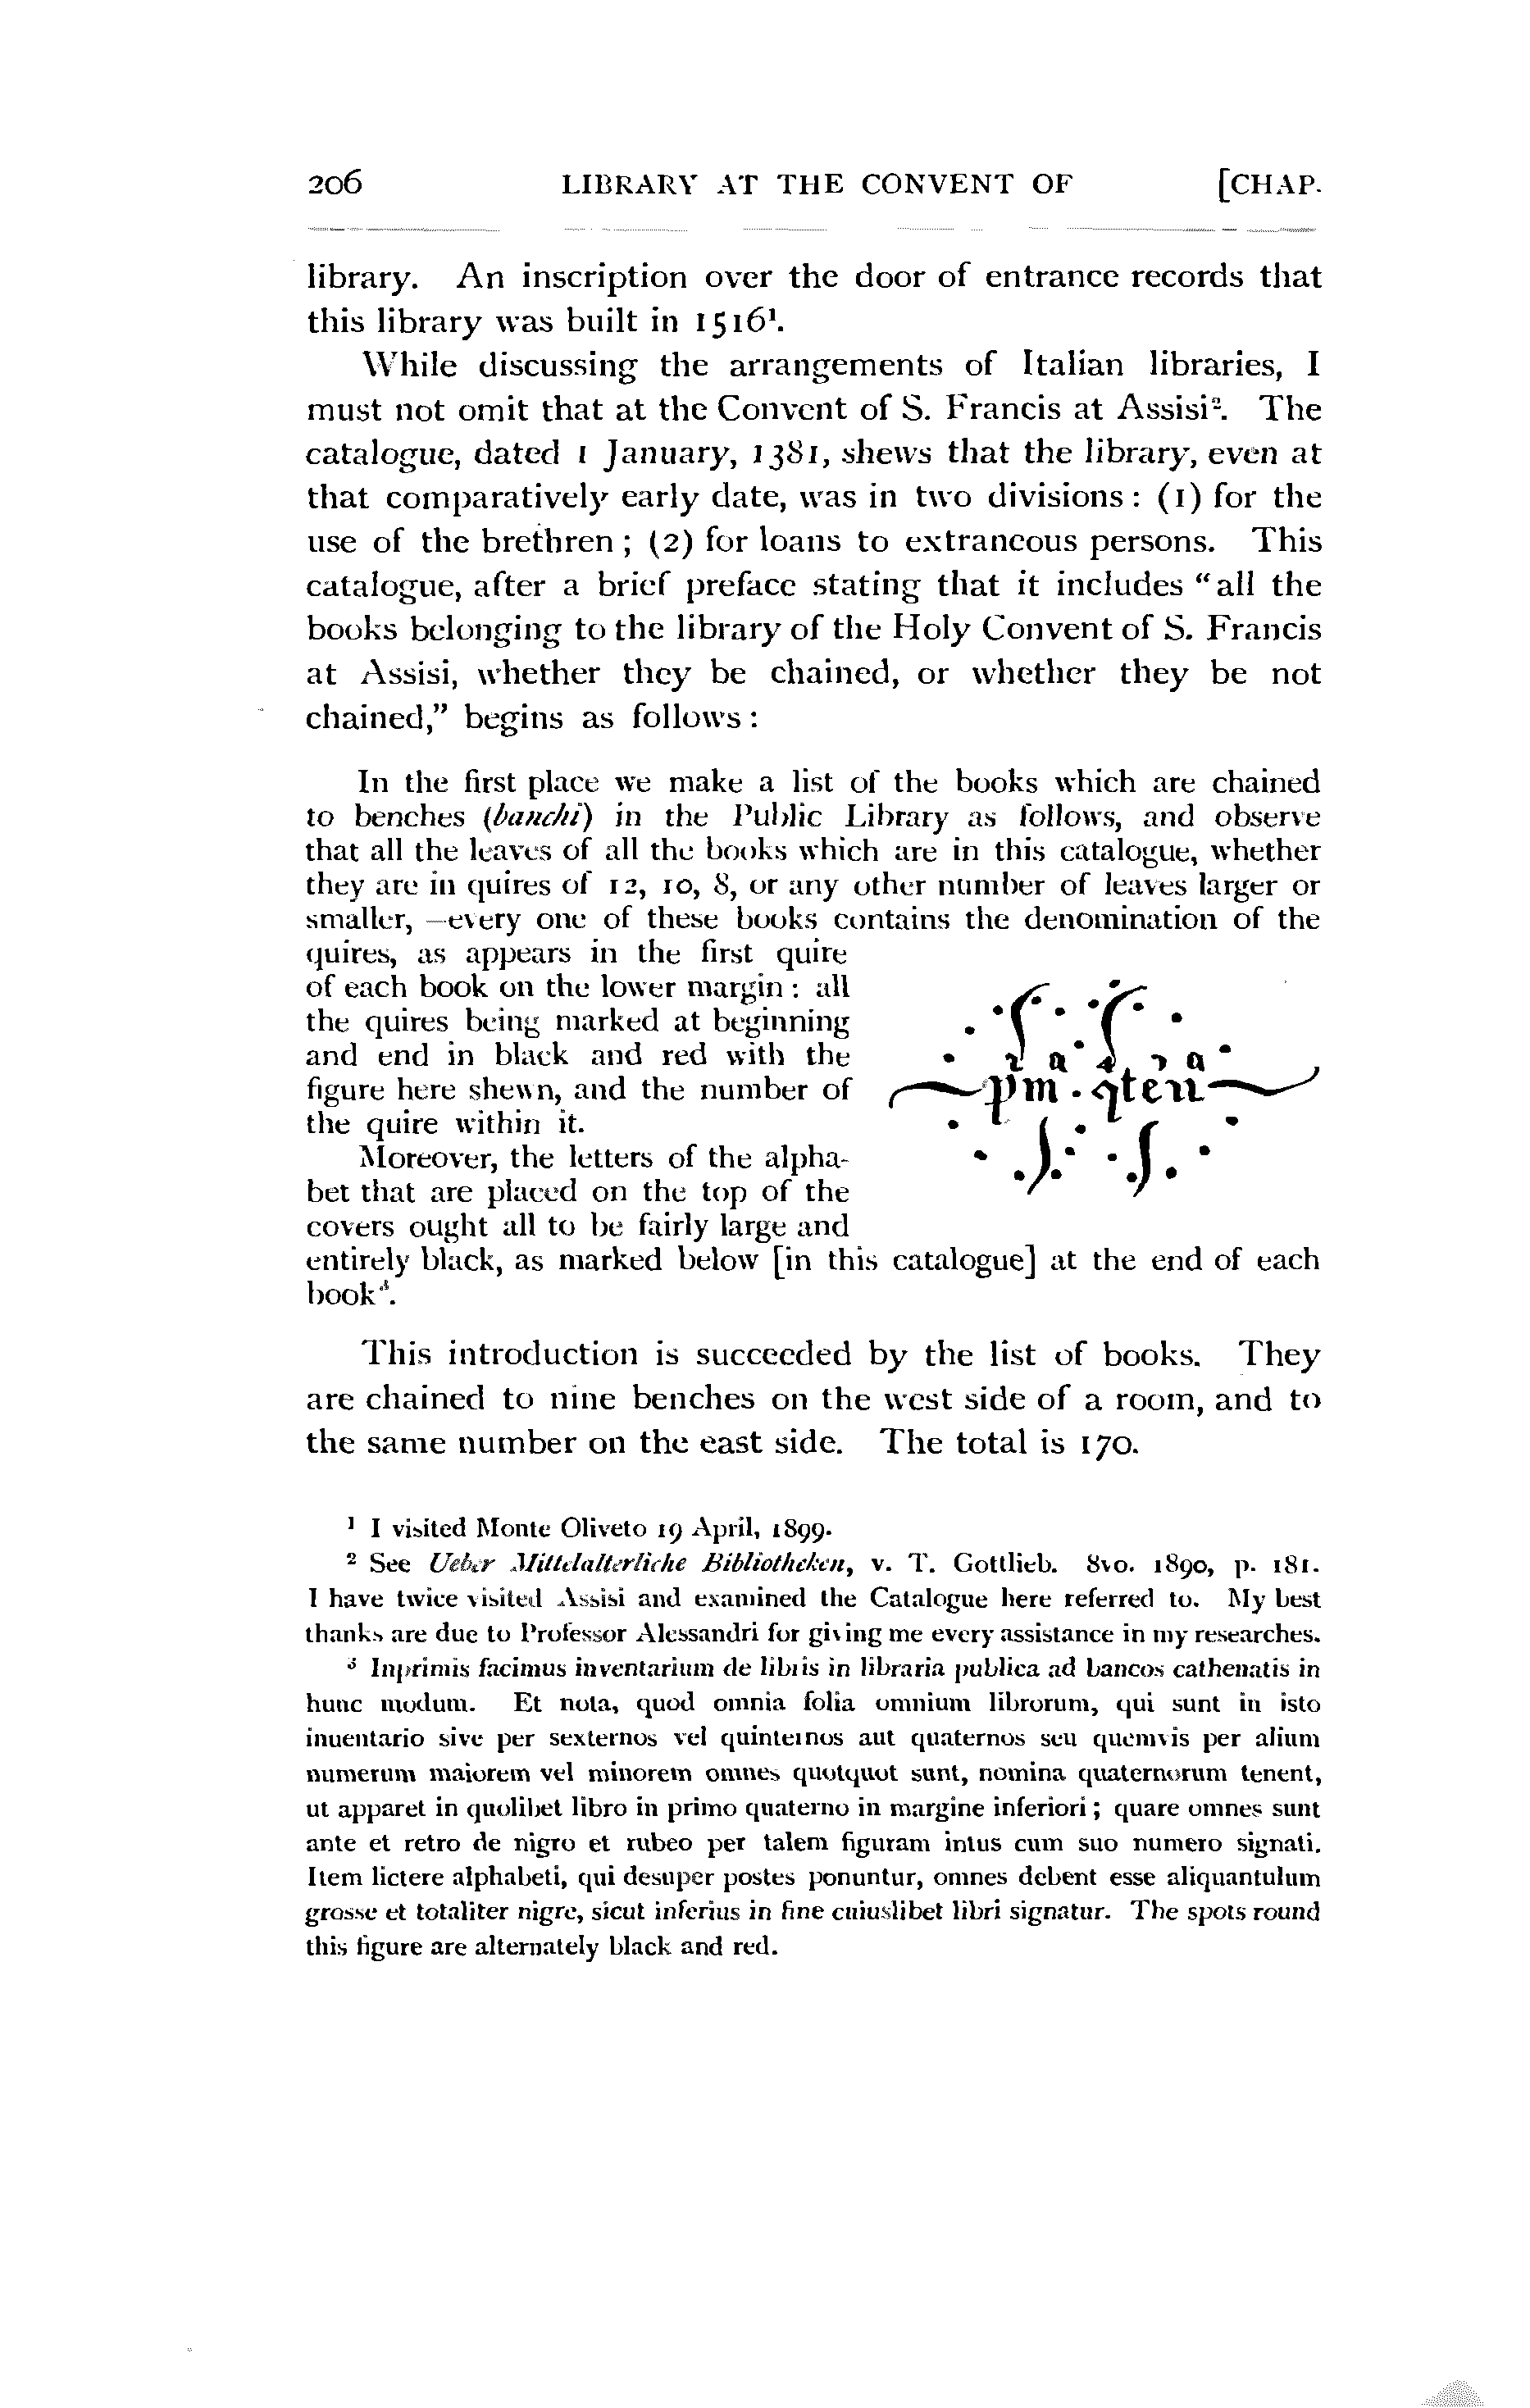 206 LIBRARY AT THE CONVENT OF [CHAP.
library. An inscription over the door of entrance records that
this library was built in 1516¹.
While discussing the arrangements of Italian libraries, I
must not omit that at the Convent of S. Francis at Assisi². The
catalogue, dated 1 January, 1381, shews that the library, even at
that comparatively early date, was in two divisions: (1) for the
use of the brethren; (2) for loans to extraneous persons. This
catalogue, after a brief preface stating that it includes "all the
books belonging to the library of the Holy Convent of S. Francis
at Assisi, whether they be chained, or whether they be not
chained," begins as follows:
In the first place we make a list of the books which are chained
to benches (banchi) in the Public Library as follows, and observe
that all the leaves of all the books which are in this catalogue, whether
they are in quires of 12, 10, 8, or any other number of leaves larger or
smaller,—every one of these books contains the denomination of the
quires, as appears in the first quire
of each book on the lower margin: all
the quires being marked at beginning
and end in black and red with the
figure here shewn, and the number of
the quire within it.
Moreover, the letters of the alpha-
bet that are placed on the top of the
covers ought all to be fairly large and
entirely black, as marked below [in this catalogue] at the end of each
book³.
This introduction is succeeded by the list of books. They
are chained to nine benches on the west side of a room, and to
the same number on the east side. The total is 170.
¹ I visited Monte Oliveto 19 April, 1899.
² See Ueber Mittelalterliche Bibliotheken, v. T. Gottlieb. 8vo. 1890, p. 181.
I have twice visited Assisi and examined the Catalogue here referred to. My best
thanks are due to Professor Alessandri for giving me every assistance in my researches.
³ Inprimis facimus inventarium de libris in libraria publica ad bancos cathenatis in
hunc modum. Et nota, quod omnia folia omnium librorum, qui sunt in isto
inuentario sive per sexternos vel quinternos aut quaternos seu quemvis per alium
numerum maiorem vel minorem omnes quotquot sunt, nomina quaternorum tenent,
ut apparet in quolibet libro in primo quaterno in margine inferiori; quare omnes sunt
ante et retro de nigro et rubeo per talem figuram intus cum suo numero signati.
Item lictere alphabeti, qui desuper postes ponuntur, omnes debent esse aliquantulum
grosse et totaliter nigre, sicut inferius in fine cuiuslibet libri signatur. The spots round
this figure are alternately black and red.